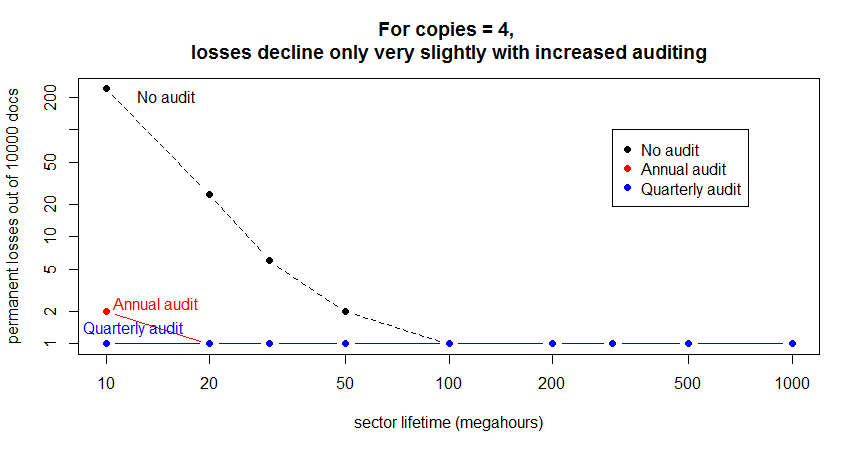 For copies = 4,
losses decline only very slightly with increased auditing
permanent losses out of 10000 docs
200
50
20
10
5
2
1
No audit
Annual audit
Quarterly audit
No audit
Annual audit
Quarterly audit
10
20
50
100
200
500
1000
sector lifetime (megahours)